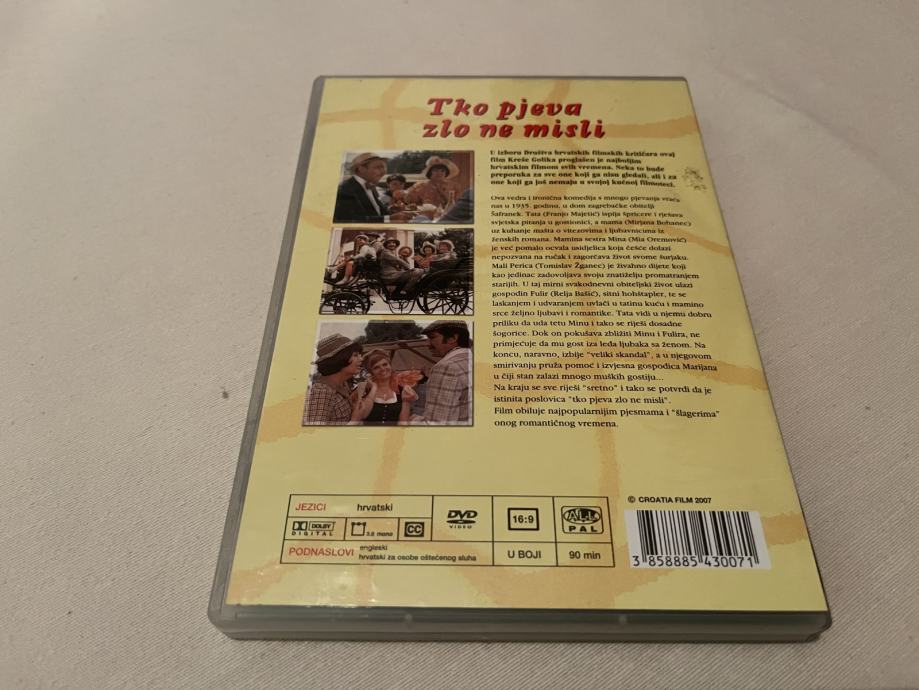 Tko pjeva
zlo ne misli
U izboru Društva hrvatskih filmskih kritičara ovaj
film Kreše Golika proglašen je najboljim
hrvatskim filmom svih vremena. Neka to bude
preporuka za sve one koji ga nisu gledali, ali i za
one koji ga još nemaju u svojoj kućnoj filmoteci.
Ova vedra i ironična komedija s mnogo pjevanja vraća
nas u 1935. godinu, u dom zagrebačke obitelji
Šafranek. Tata (Franjo Majetić) ispija špricere i rješava
svjetska pitanja u gostionici, a mama (Mirjana Bohanec)
uz kuhanje mašta o vitezovima i ljubavnicima iz
ženskih romana. Mamina sestra Mina (Mia Oremović)
je već pomalo ocvala usidjelica koja češće dolazi
nepozvana na ručak i zagorčava život svome šurjaku.
Mali Perica (Tomislav Žganec) je živahno dijete koji
kao jedinac zadovoljava svoju znatiželju promatranjem
starijih. U taj mirni svakodnevni obiteljski život ulazi
gospodin Fulir (Relja Bašić), sitni hohštapler, te se
laskanjem i udvaranjem uvlači u tatinu kuću i mamino
srce željno ljubavi i romantike. Tata vidi u njemu dobru
priliku da uda tetu Minu i tako se riješi dosadne
šogorice. Dok on pokušava zbližiti Minu i Fulira, ne
primjećuje da mu gost iza leđa ljubaka sa ženom. Na
koncu, naravno, izbije "veliki skandal", a u njegovom
smirivanju pruža pomoć i izvjesna gospodica Marijana
u čiji stan zalazi mnogo muških gostiju...
Na kraju se sve riješi "sretno" i tako se potvrdi da je
istinita poslovica "tko pjeva zlo ne misli".
Film obiluje najpopularnijim pjesmama i "šlagerima"
onog romantičnog vremena.
© CROATIA FILM 2007
JEZICI hrvatski
DOLBY DIGITAL
2.0 mono
CC
DVD VIDEO
16:9
ALL PAL
PODNASLOVI engleski
hrvatski za osobe oštećenog sluha
U BOJI
90 min
3 858885 430071